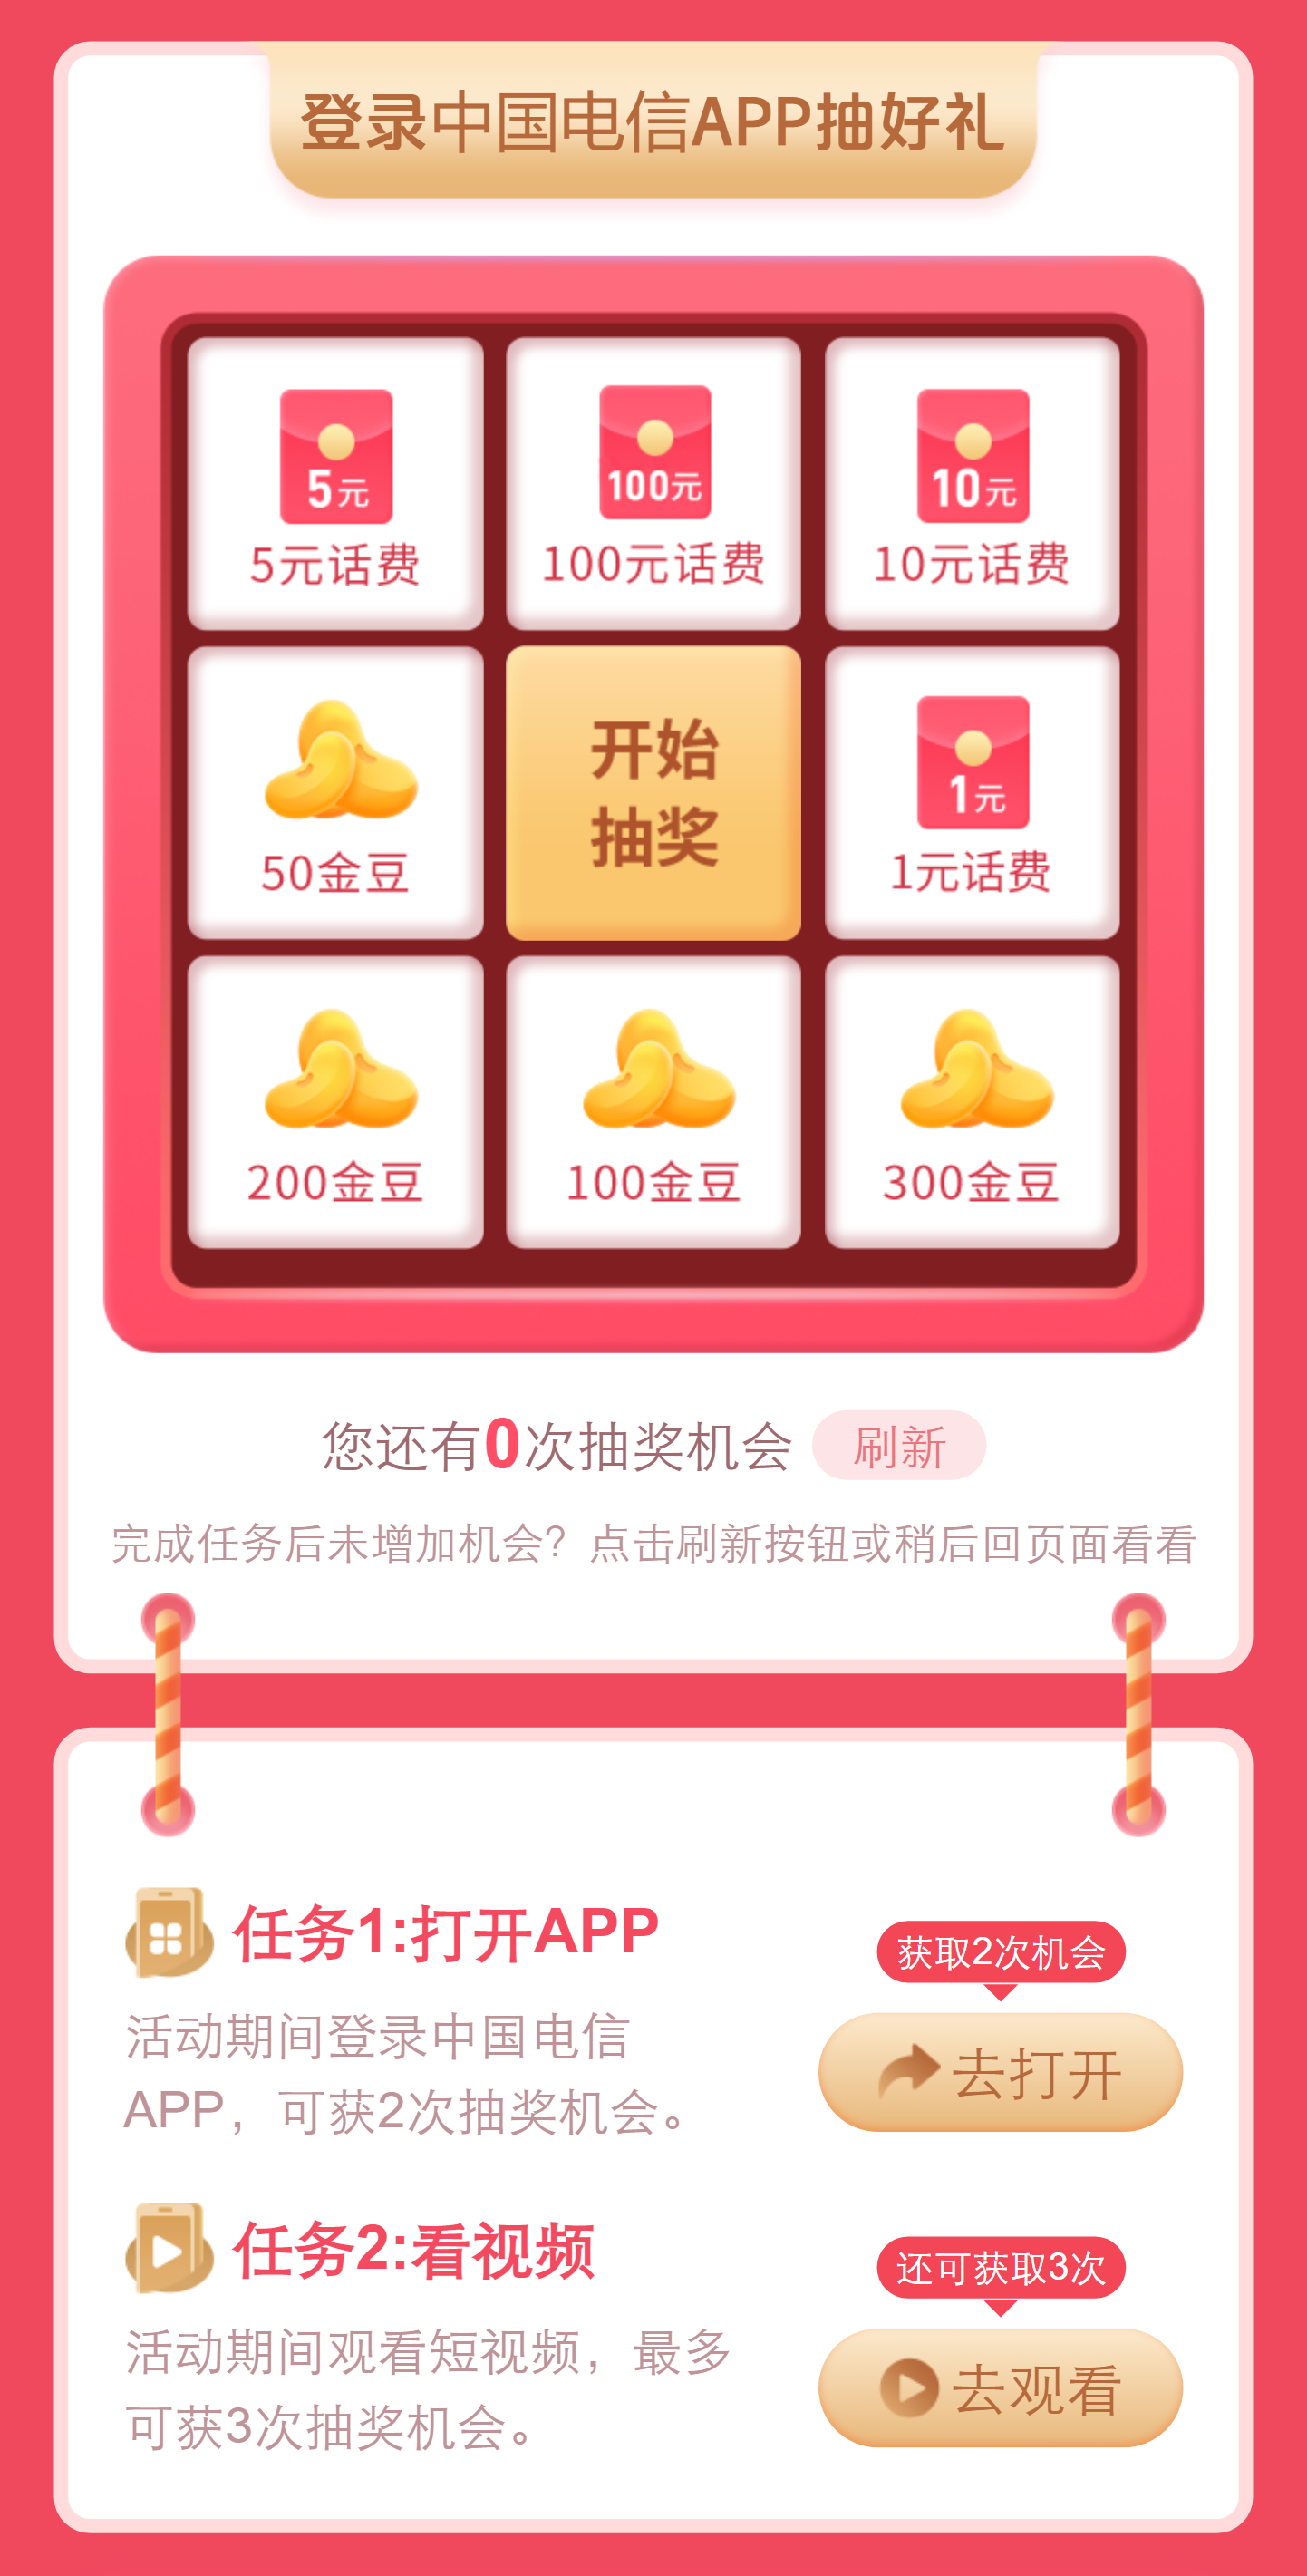 登录中国电信APP抽好礼
5元
100元
10元
5元话费
100元话费
10元话费
1元
50金豆
开始
抽奖
1元话费
200金豆
100金豆
300金豆
您还有0次抽奖机会 刷新
完成任务后未增加机会？点击刷新按钮或稍后回页面看看
任务1:打开APP
获取2次机会
活动期间登录中国电信
APP，可获2次抽奖机会。
去打开
任务2:看视频
还可获取3次
活动期间观看短视频，最多
可获3次抽奖机会。
去观看